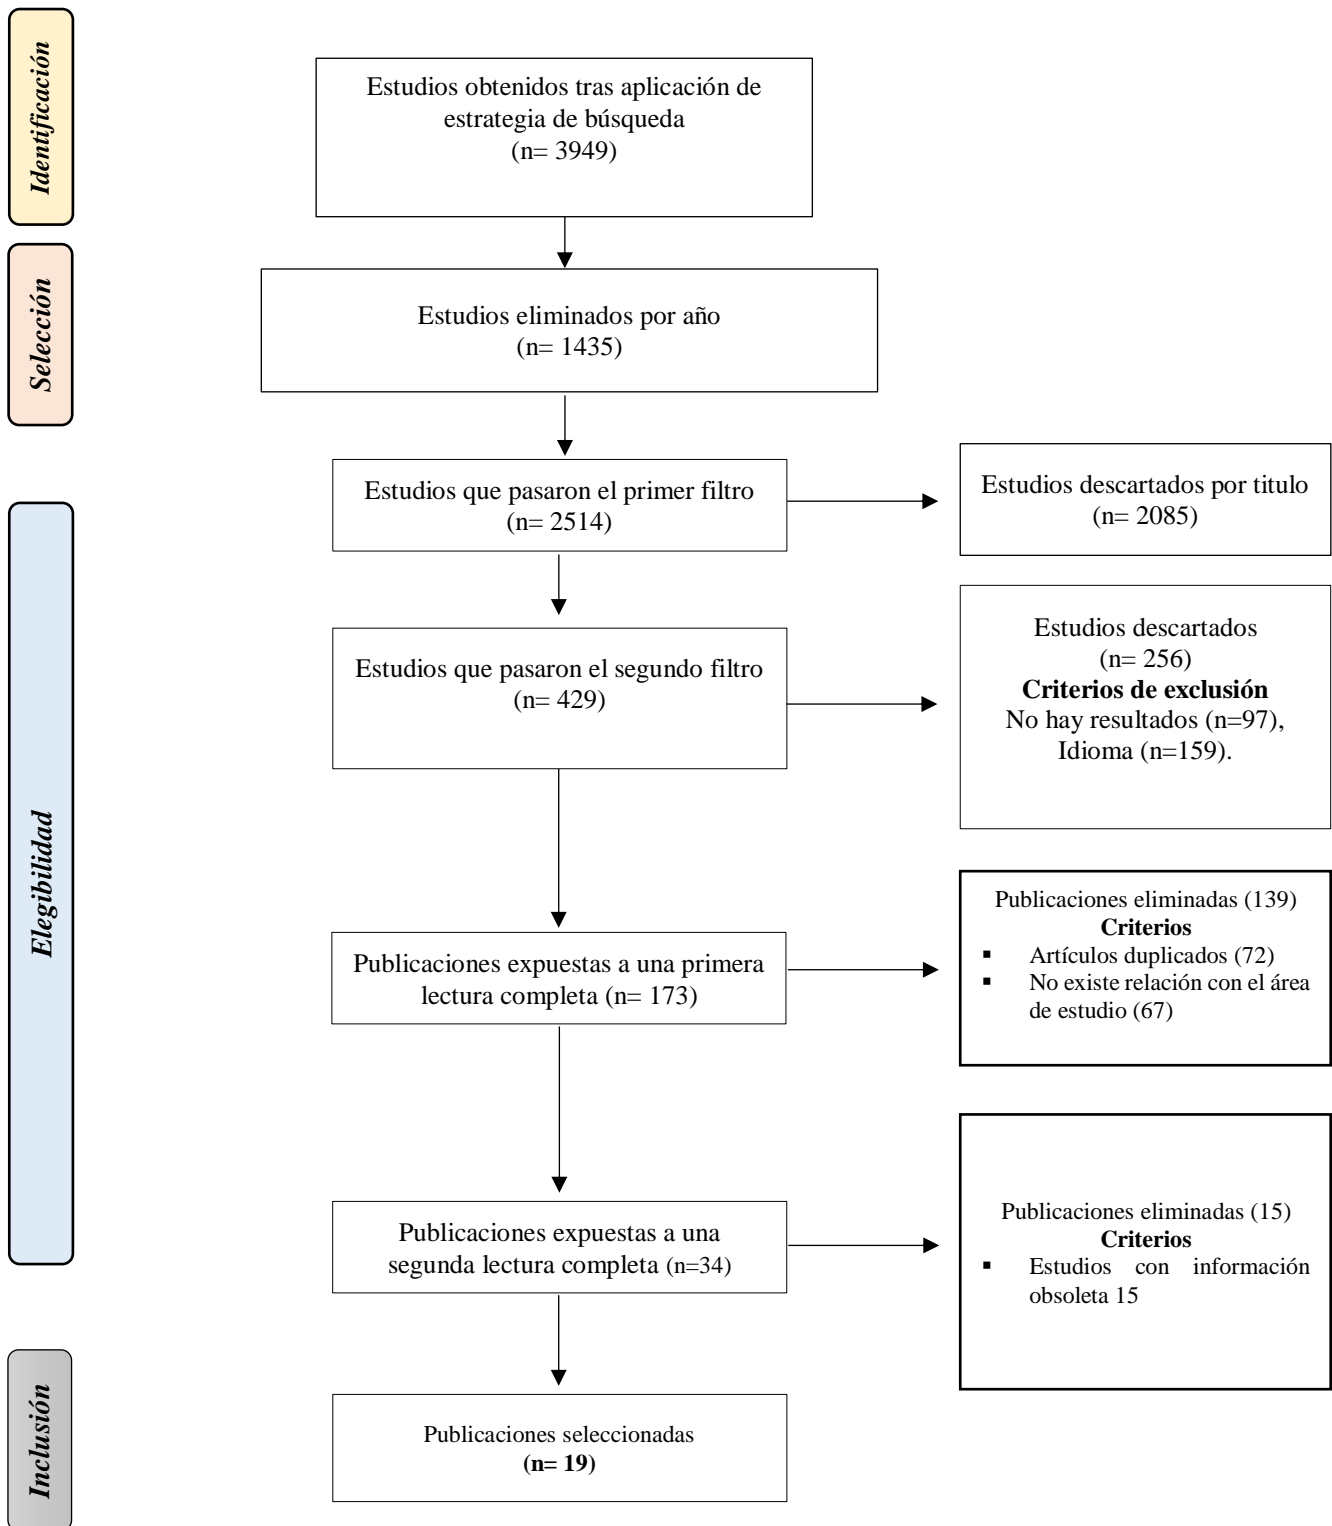 Identificación
Estudios obtenidos tras aplicación de
estrategia de búsqueda
(n= 3949)
Selección
Estudios eliminados por año
(n= 1435)
Elegibilidad
Estudios que pasaron el primer filtro
(n= 2514)
Estudios descartados por titulo
(n= 2085)
Estudios que pasaron el segundo filtro
(n= 429)
Estudios descartados
(n= 256)
Criterios de exclusión
No hay resultados (n=97),
Idioma (n=159).
Publicaciones expuestas a una primera
lectura completa (n= 173)
Publicaciones eliminadas (139)
Criterios
▪ Artículos duplicados (72)
▪ No existe relación con el área
de estudio (67)
Publicaciones expuestas a una
segunda lectura completa (n=34)
Publicaciones eliminadas (15)
Criterios
▪ Estudios con información
obsoleta 15
Inclusión
Publicaciones seleccionadas
(n= 19)